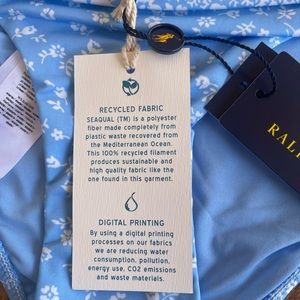 RECYCLED FABRIC
SEAQUAL (TM) is a polyester
fiber made completely from
plastic waste recovered from
the Mediterranean Ocean.
This 100% recycled filament
produces sustainable and
high quality fabric like the
one found in this garment.
DIGITAL PRINTING
By using a digital printing
processes on our fabrics
we are reducing water
consumption, pollution,
energy use, CO2 emissions
and waste materials.
RAL